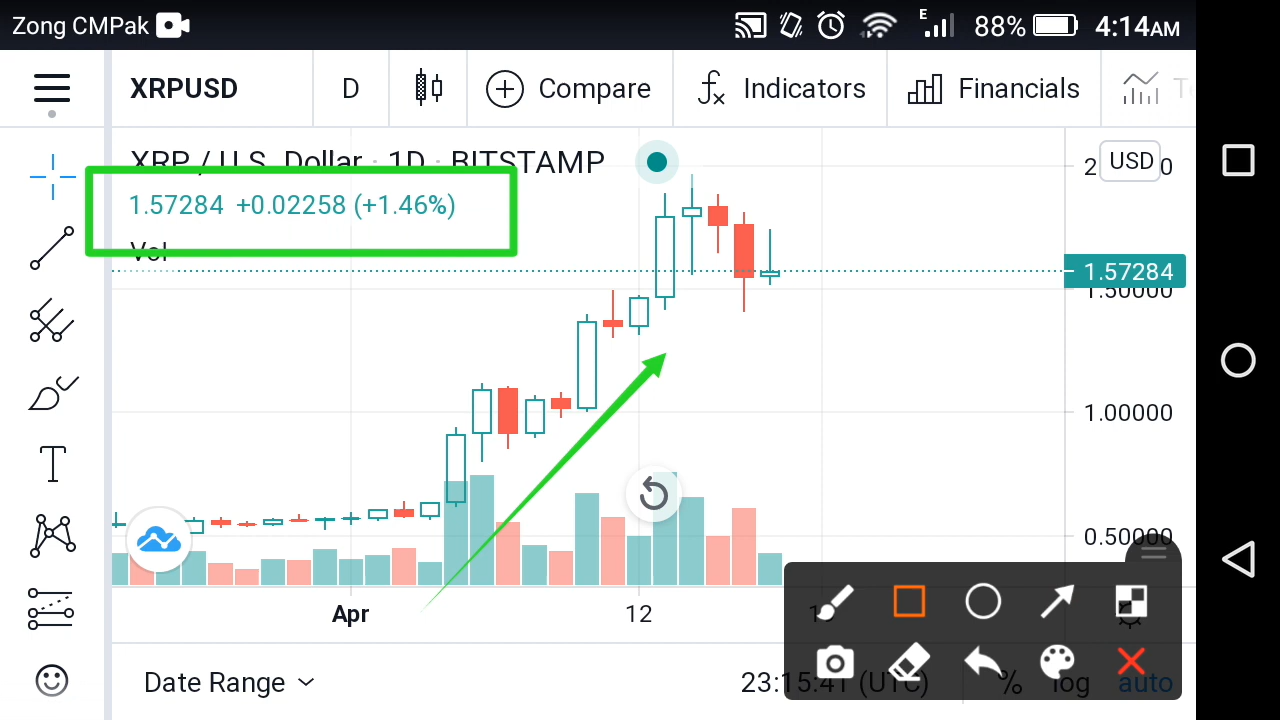 Zong CMPak
E
88%
4:14AM
XRPUSD
D
Compare
Indicators
Financials
XRP / U.S. Dollar · 1D · BITSTAMP
USD
1.57284 +0.02258 (+1.46%)
Vol
1.57284
1.50000
1.00000
0.50000
Apr
12
Date Range
23:15:41 (UTC)
%
log
auto